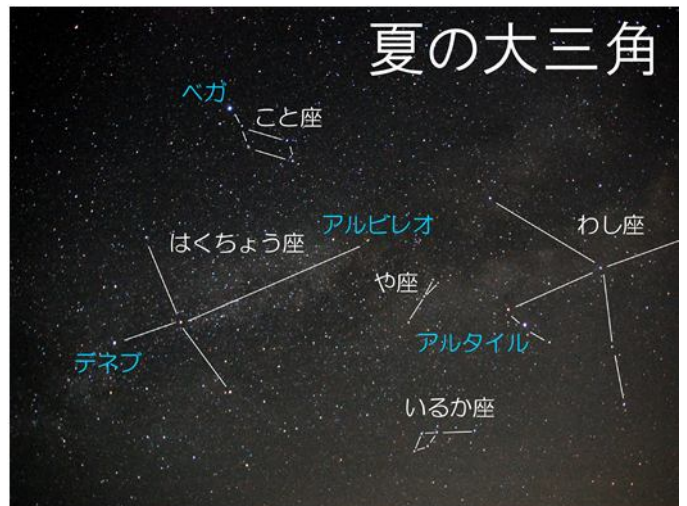 夏の大三角
ベガ
こと座
アルビレオ
はくちょう座
わし座
や座
アルタイル
デネブ
いるか座